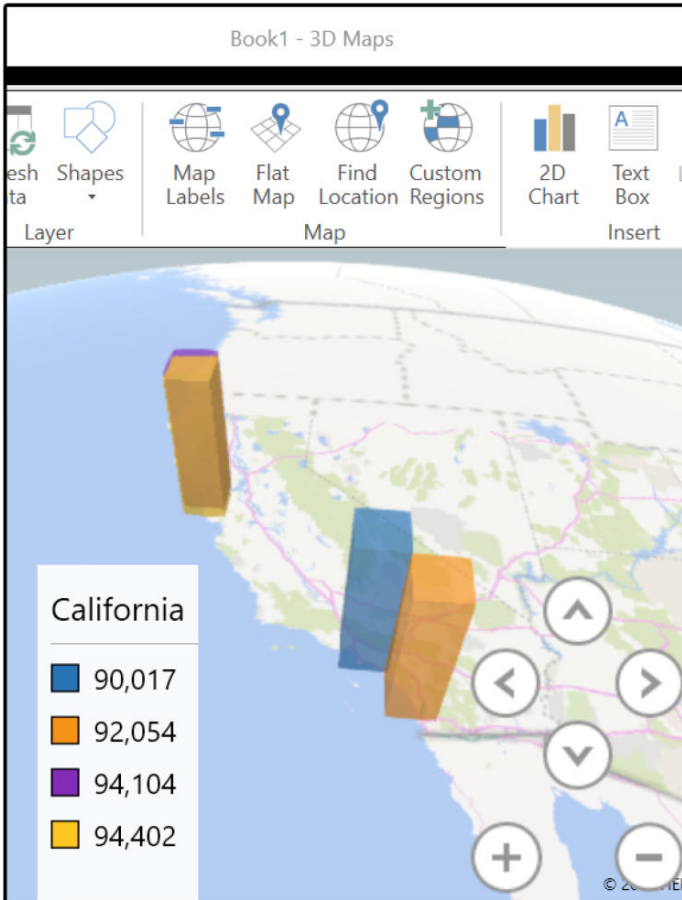 Book1 - 3D Maps
esh
ta
Shapes
Layer
Map
Labels
Flat
Map
Find
Location
Custom
Regions
Map
2D
Chart
A
Text
Box
Insert
California
90,017
92,054
94,104
94,402
©